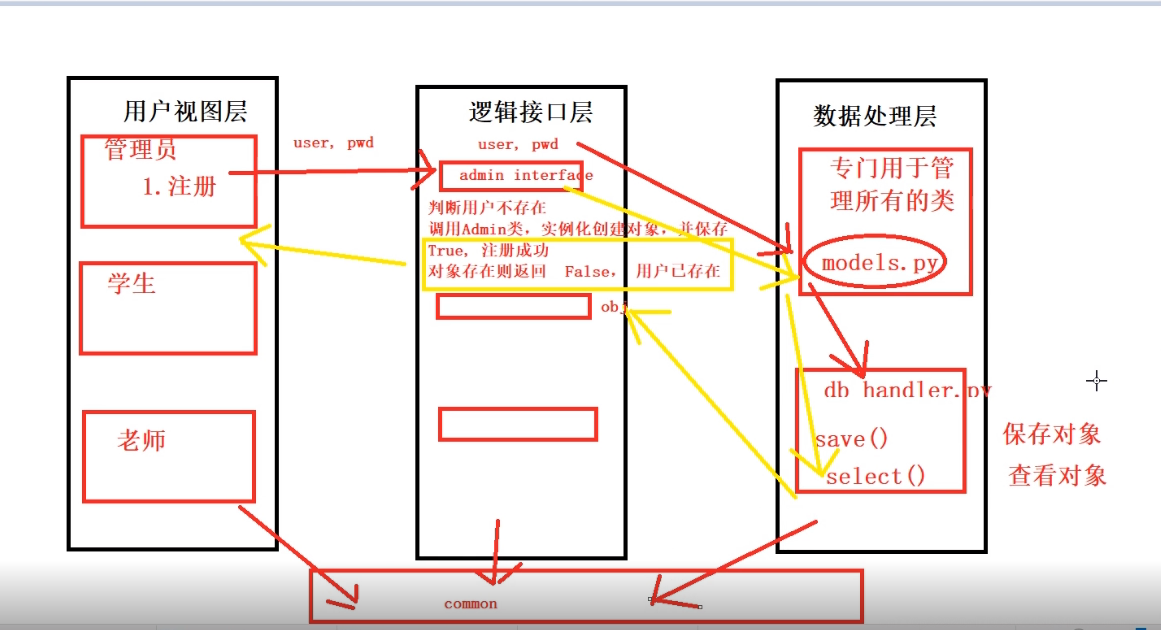 用户视图层
管理员
1.注册
学生
老师
user, pwd
逻辑接口层
user, pwd
admin interface
判断用户不存在
调用Admin类，实例化创建对象，并保存
True, 注册成功
对象存在则返回 False， 用户已存在
obj
数据处理层
专门用于管
理所有的类
models.py
db handler.py
save()
select()
保存对象
查看对象
common